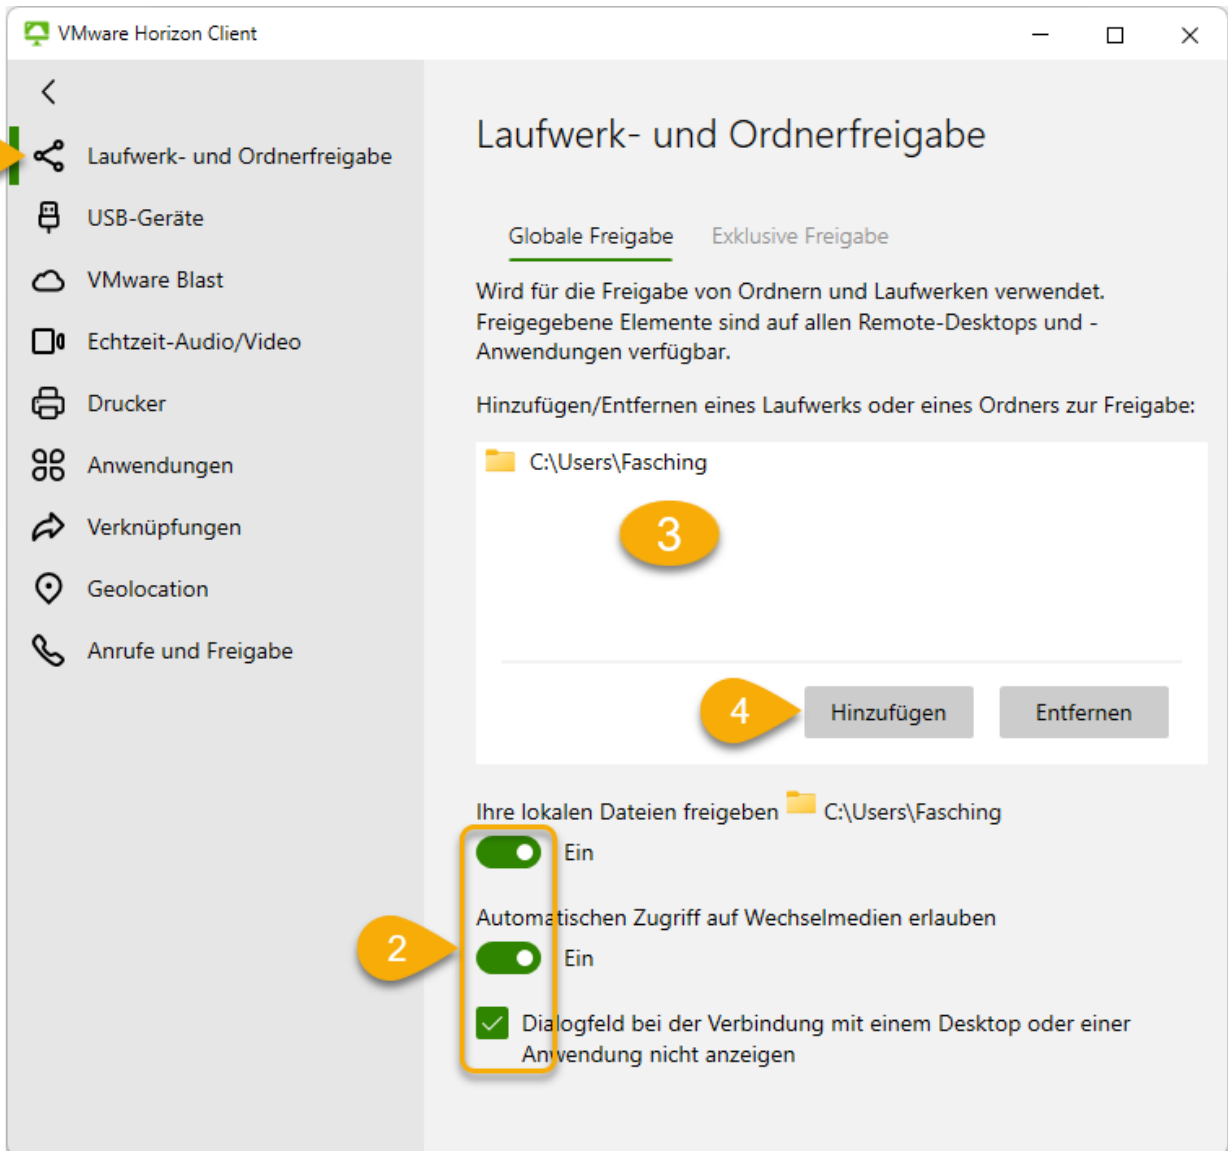 VMware Horizon Client
Laufwerk- und Ordnerfreigabe
USB-Geräte
VMware Blast
Echtzeit-Audio/Video
Drucker
Anwendungen
Verknüpfungen
Geolocation
Anrufe und Freigabe
Laufwerk- und Ordnerfreigabe
Globale Freigabe Exklusive Freigabe
Wird für die Freigabe von Ordnern und Laufwerken verwendet.
Freigegebene Elemente sind auf allen Remote-Desktops und -
Anwendungen verfügbar.
Hinzufügen/Entfernen eines Laufwerks oder eines Ordners zur Freigabe:
C:\Users\Fasching
3
4 Hinzufügen Entfernen
Ihre lokalen Dateien freigeben C:\Users\Fasching
Ein
Automatischen Zugriff auf Wechselmedien erlauben
2 Ein
Dialogfeld bei der Verbindung mit einem Desktop oder einer
Anwendung nicht anzeigen